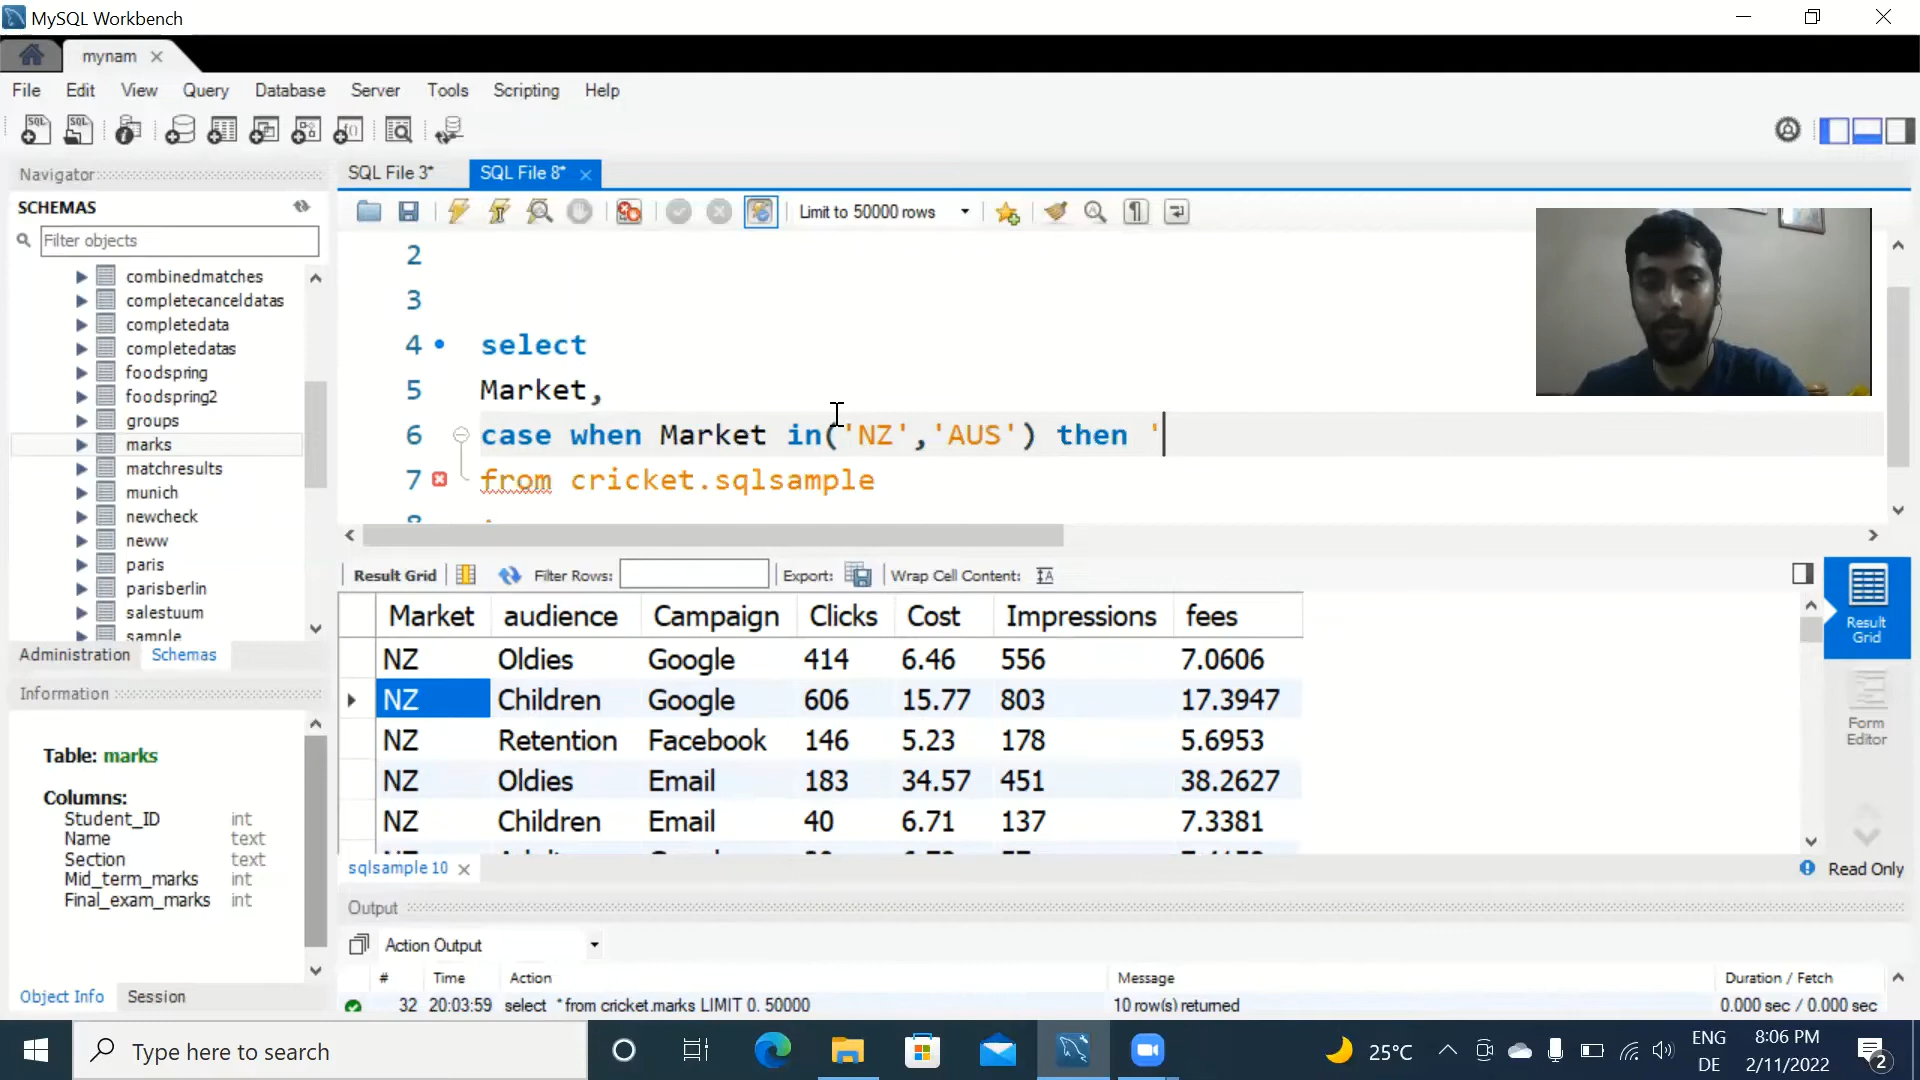 MySQL Workbench
mynam
File Edit View Query Database Server Tools Scripting Help
Navigator
SCHEMAS
Filter objects
combinedmatches
completecanceldatas
completedata
completedatas
foodspring
foodspring2
groups
marks
matchresults
munich
newcheck
neww
paris
parisberlin
salestuum
sample
Administration Schemas
Information
Table: marks
Columns:
Student_ID int
Name text
Section text
Mid_term_marks int
Final_exam_marks int
Object Info Session
SQL File 3* SQL File 8*
Limit to 50000 rows
2
3
4 select
5 Market,
6 case when Market in('NZ','AUS') then '
7 from cricket.sqlsample
8 ;
Result Grid Filter Rows: Export: Wrap Cell Content:
Market audience Campaign Clicks Cost Impressions fees
NZ Oldies Google 414 6.46 556 7.0606
NZ Children Google 606 15.77 803 17.3947
NZ Retention Facebook 146 5.23 178 5.6953
NZ Oldies Email 183 34.57 451 38.2627
NZ Children Email 40 6.71 137 7.3381
Result
Grid
Form
Editor
sqlsample 10
Read Only
Output
Action Output
# Time Action Message Duration / Fetch
32 20:03:59 select * from cricket.marks LIMIT 0, 50000 10 row(s) returned 0.000 sec / 0.000 sec
Type here to search
25°C
ENG
DE
8:06 PM
2/11/2022
2